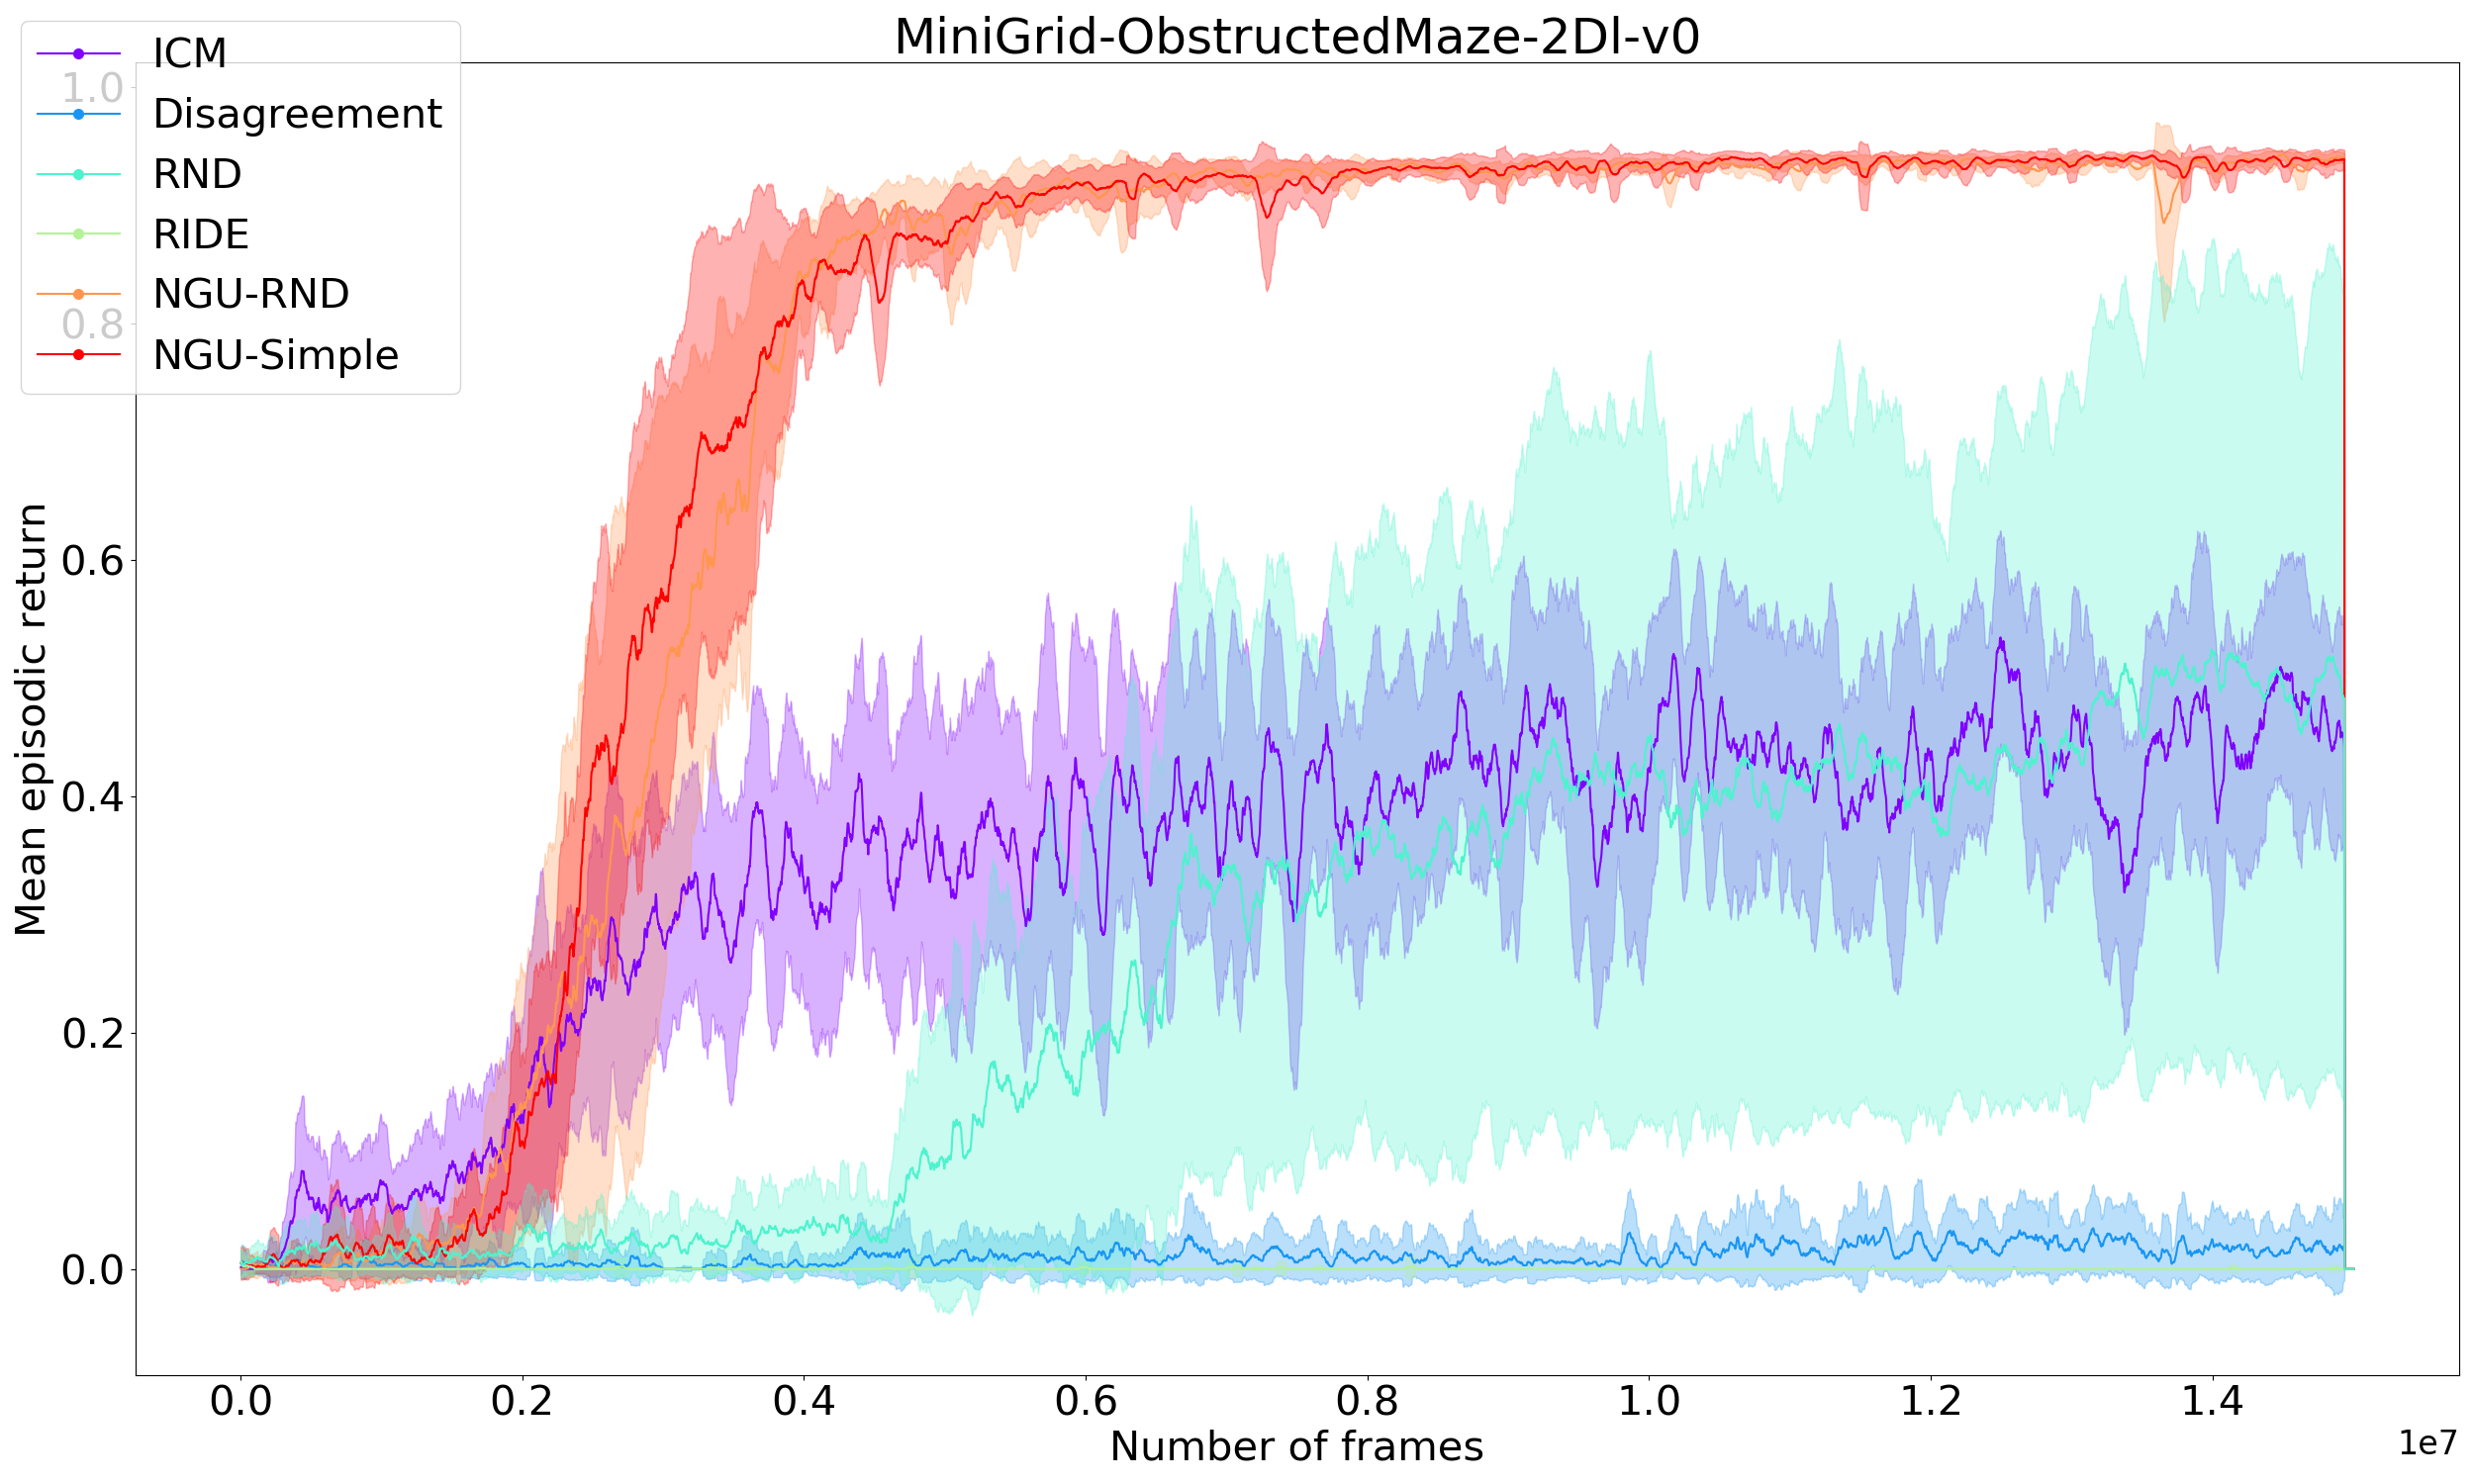 MiniGrid-ObstructedMaze-2Dl-v0
ICM
Disagreement
RND
RIDE
NGU-RND
NGU-Simple
1.0
0.8
0.6
0.4
0.2
0.0
Mean episodic return
0.0 0.2 0.4 0.6 0.8 1.0 1.2 1.4
1e7
Number of frames